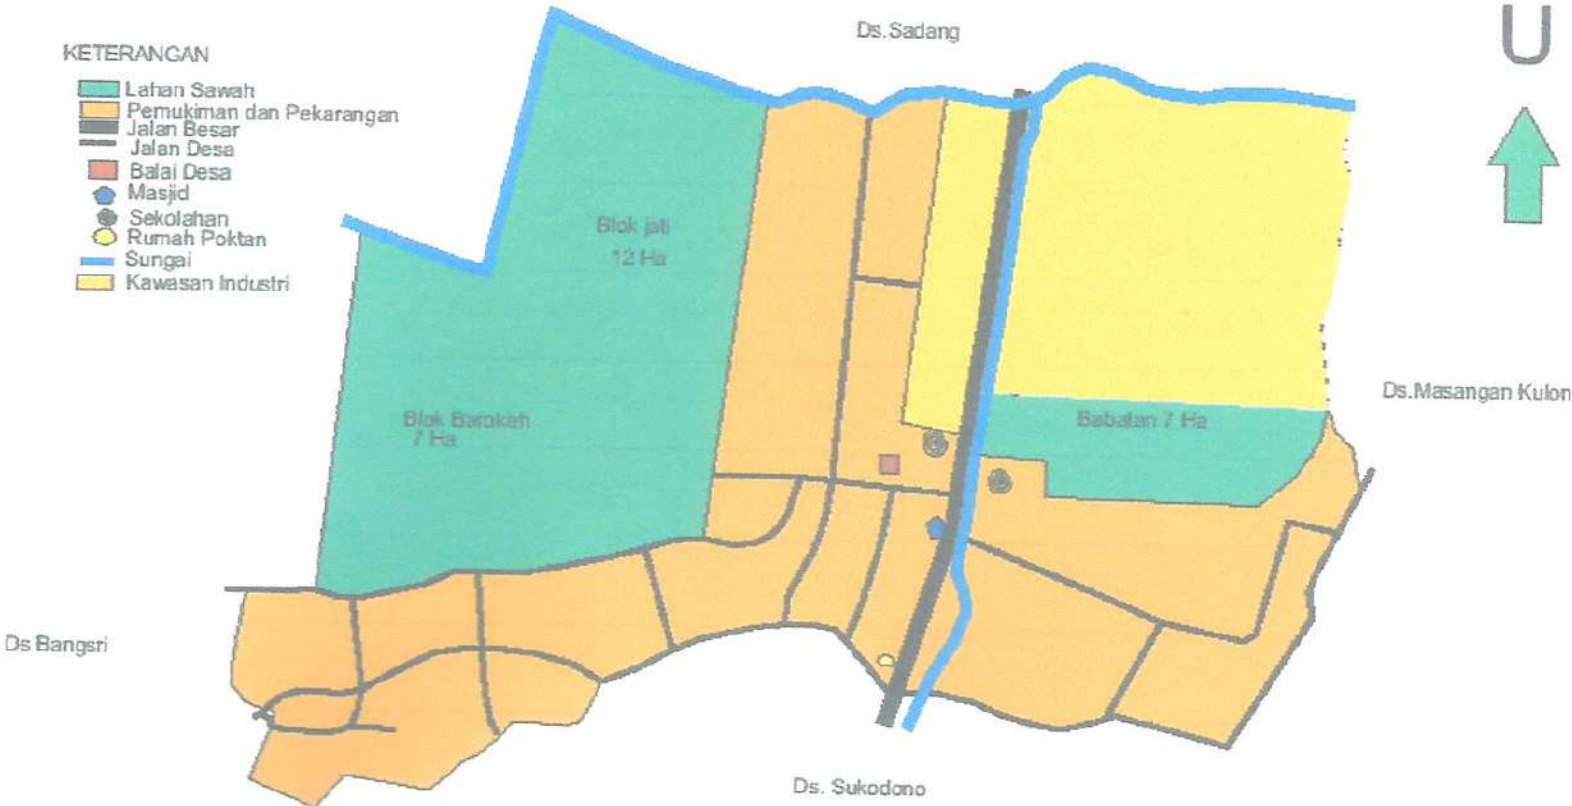 Ds.Sadang
U
KETERANGAN
Lahan Sawah
Pemukiman dan Pekarangan
Jalan Besar
Jalan Desa
Balai Desa
Masjid
Sekolahan
Rumah Poktan
Sungai
Kawasan Industri
Blok jati
12 Ha
Ds.Masangan Kulon
Blok Barokah
7 Ha
Babatan 7 Ha
Ds Bangsri
Ds. Sukodono